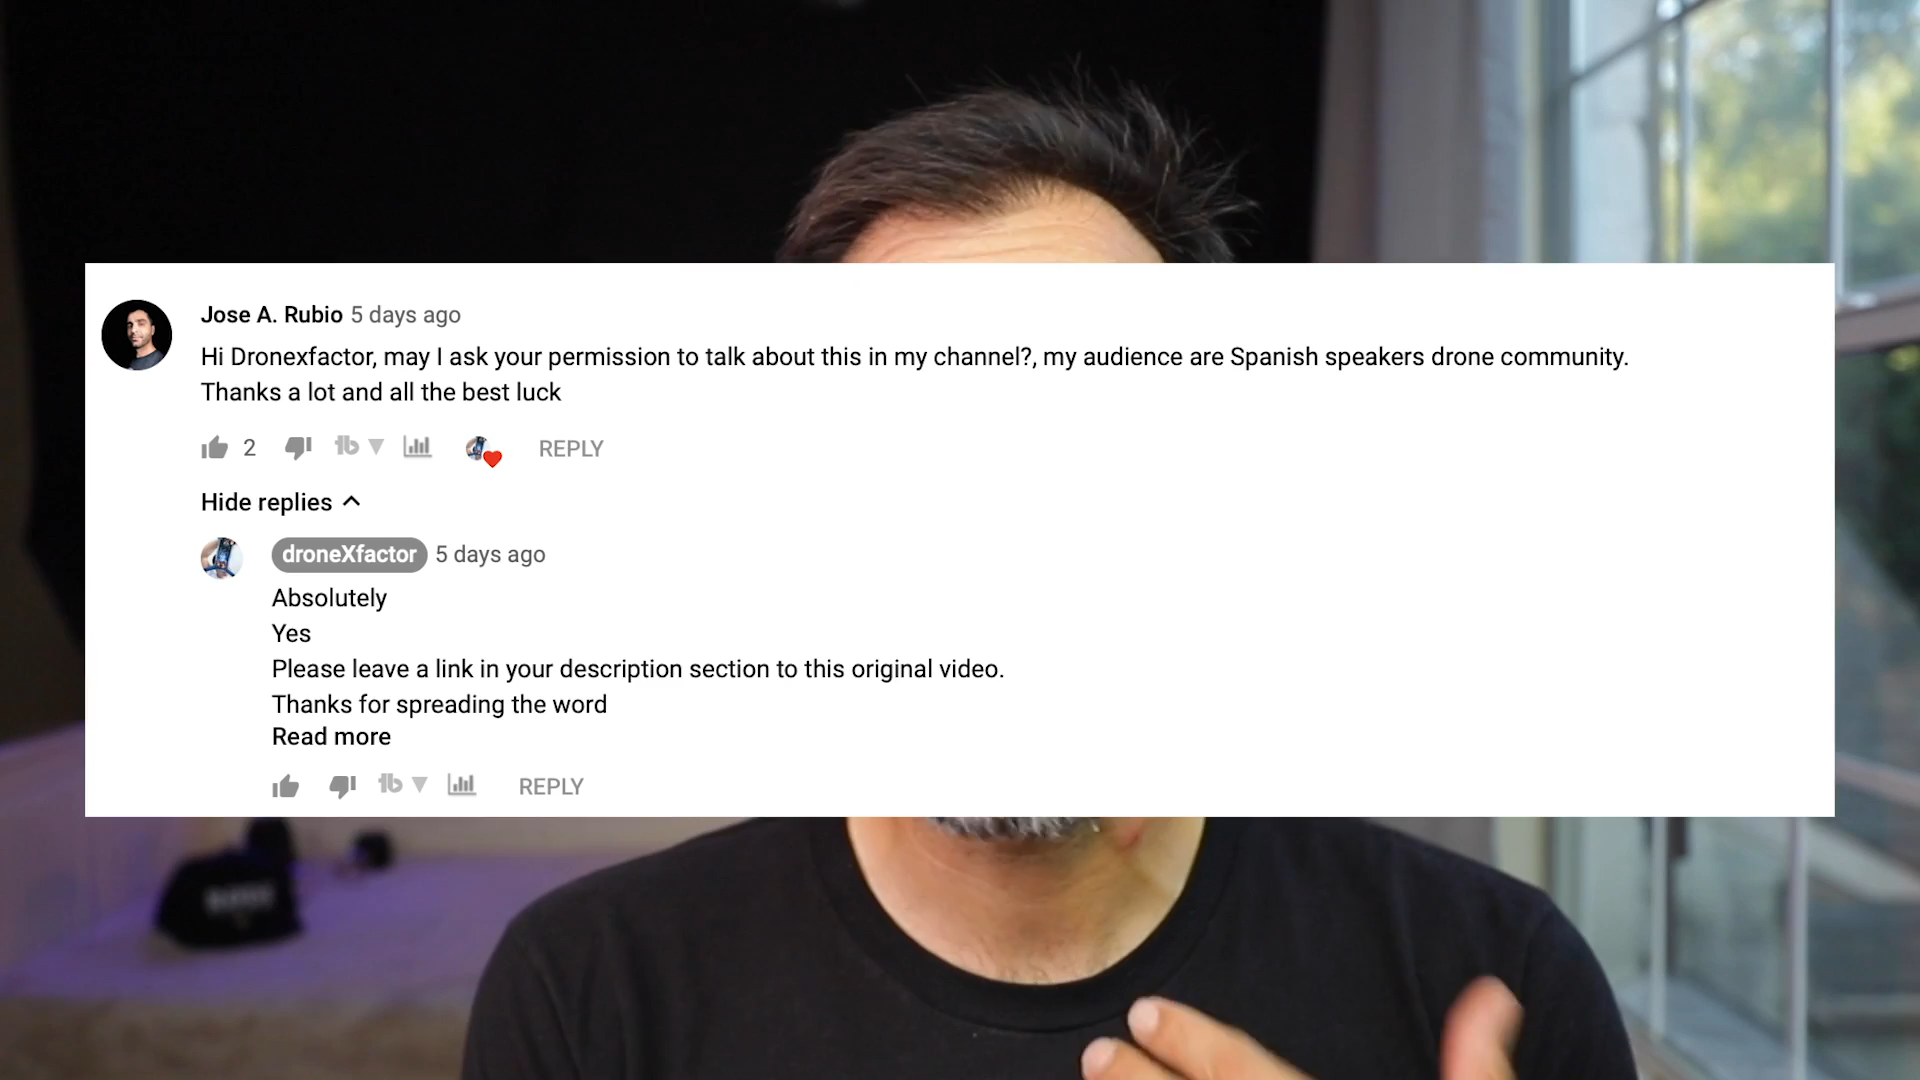 Jose A. Rubio 5 days ago
Hi Dronexfactor, may I ask your permission to talk about this in my channel?, my audience are Spanish speakers drone community.
Thanks a lot and all the best luck
2
REPLY
Hide replies
droneXfactor 5 days ago
Absolutely
Yes
Please leave a link in your description section to this original video.
Thanks for spreading the word
Read more
REPLY